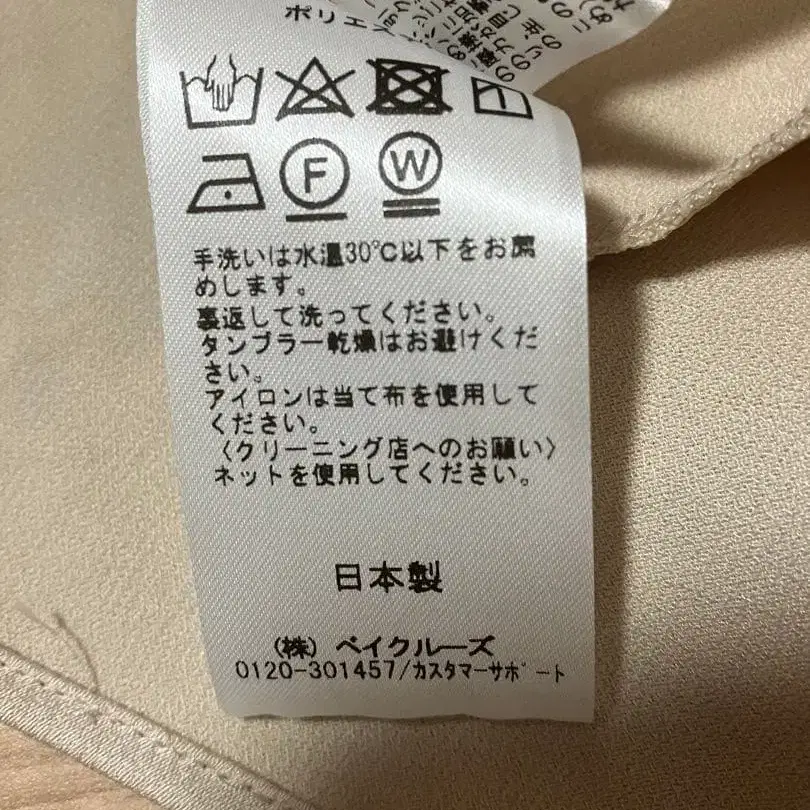 ポリエ
F
W
手洗いは水温30℃以下をお薦
めします。
裏返して洗ってください。
タンブラー乾燥はお避けくだ
さい。
アイロンは当て布を使用して
ください。
〈クリーニング店へのお願い〉
ネットを使用してください。
日本製
(株) ベイクルーズ
0120-301457/カスタマーサポート